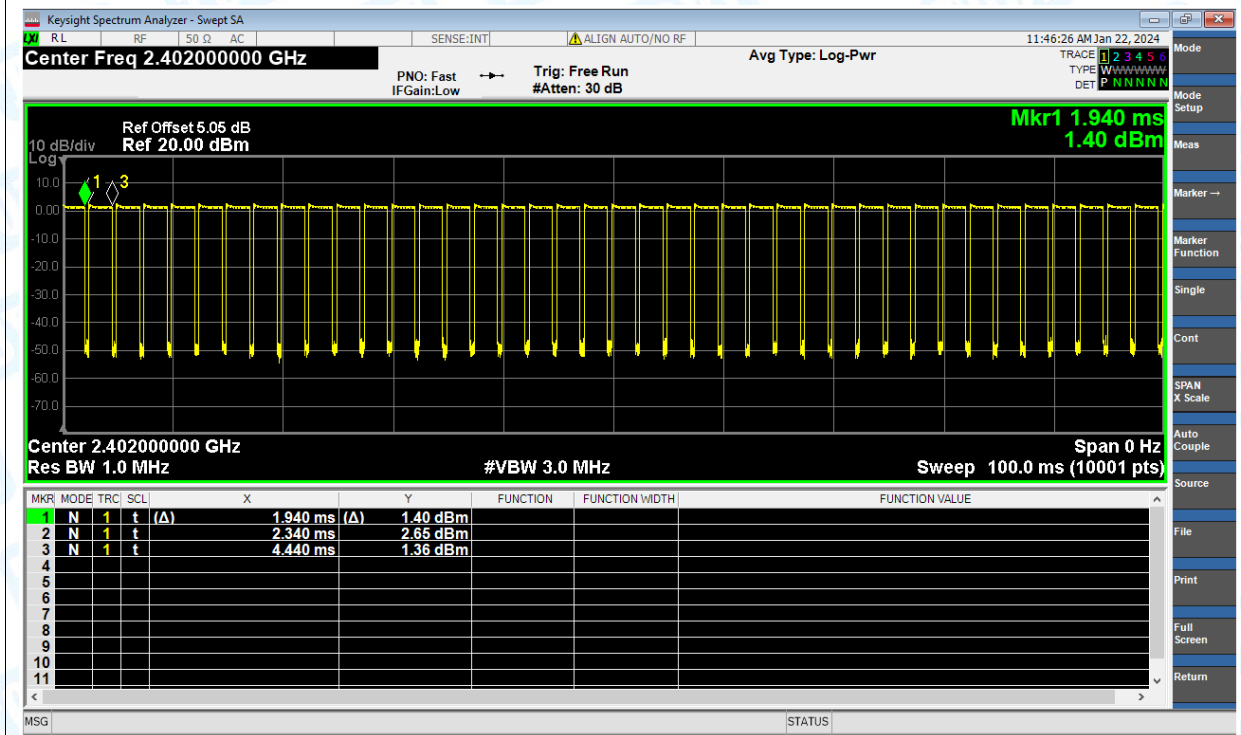 Keysight Spectrum Analyzer - Swept SA
LXI RL RF 50 Ω AC SENSE:INT ALIGN AUTO/NO RF 11:46:26 AM Jan 22, 2024
Center Freq 2.402000000 GHz
PNO: Fast
IFGain:Low
Trig: Free Run
#Atten: 30 dB
Avg Type: Log-Pwr
TRACE 1 2 3 4 5 6
TYPE WWWWWW
DET P N N N N N
Ref Offset 5.05 dB
10 dB/div Ref 20.00 dBm
Log
Mkr1 1.940 ms
1.40 dBm
1 3
10.0
0.00
-10.0
-20.0
-30.0
-40.0
-50.0
-60.0
-70.0
Center 2.402000000 GHz Span 0 Hz
Res BW 1.0 MHz #VBW 3.0 MHz Sweep 100.0 ms (10001 pts)
MKR MODE TRC SCL X Y FUNCTION FUNCTION WIDTH FUNCTION VALUE
1 N 1 t (Δ) 1.940 ms (Δ) 1.40 dBm
2 N 1 t 2.340 ms 2.65 dBm
3 N 1 t 4.440 ms 1.36 dBm
4
5
6
7
8
9
10
11
MSG STATUS
Mode
Mode
Setup
Meas
Marker →
Marker
Function
Single
Cont
SPAN
X Scale
Auto
Couple
Source
File
Print
Full
Screen
Return